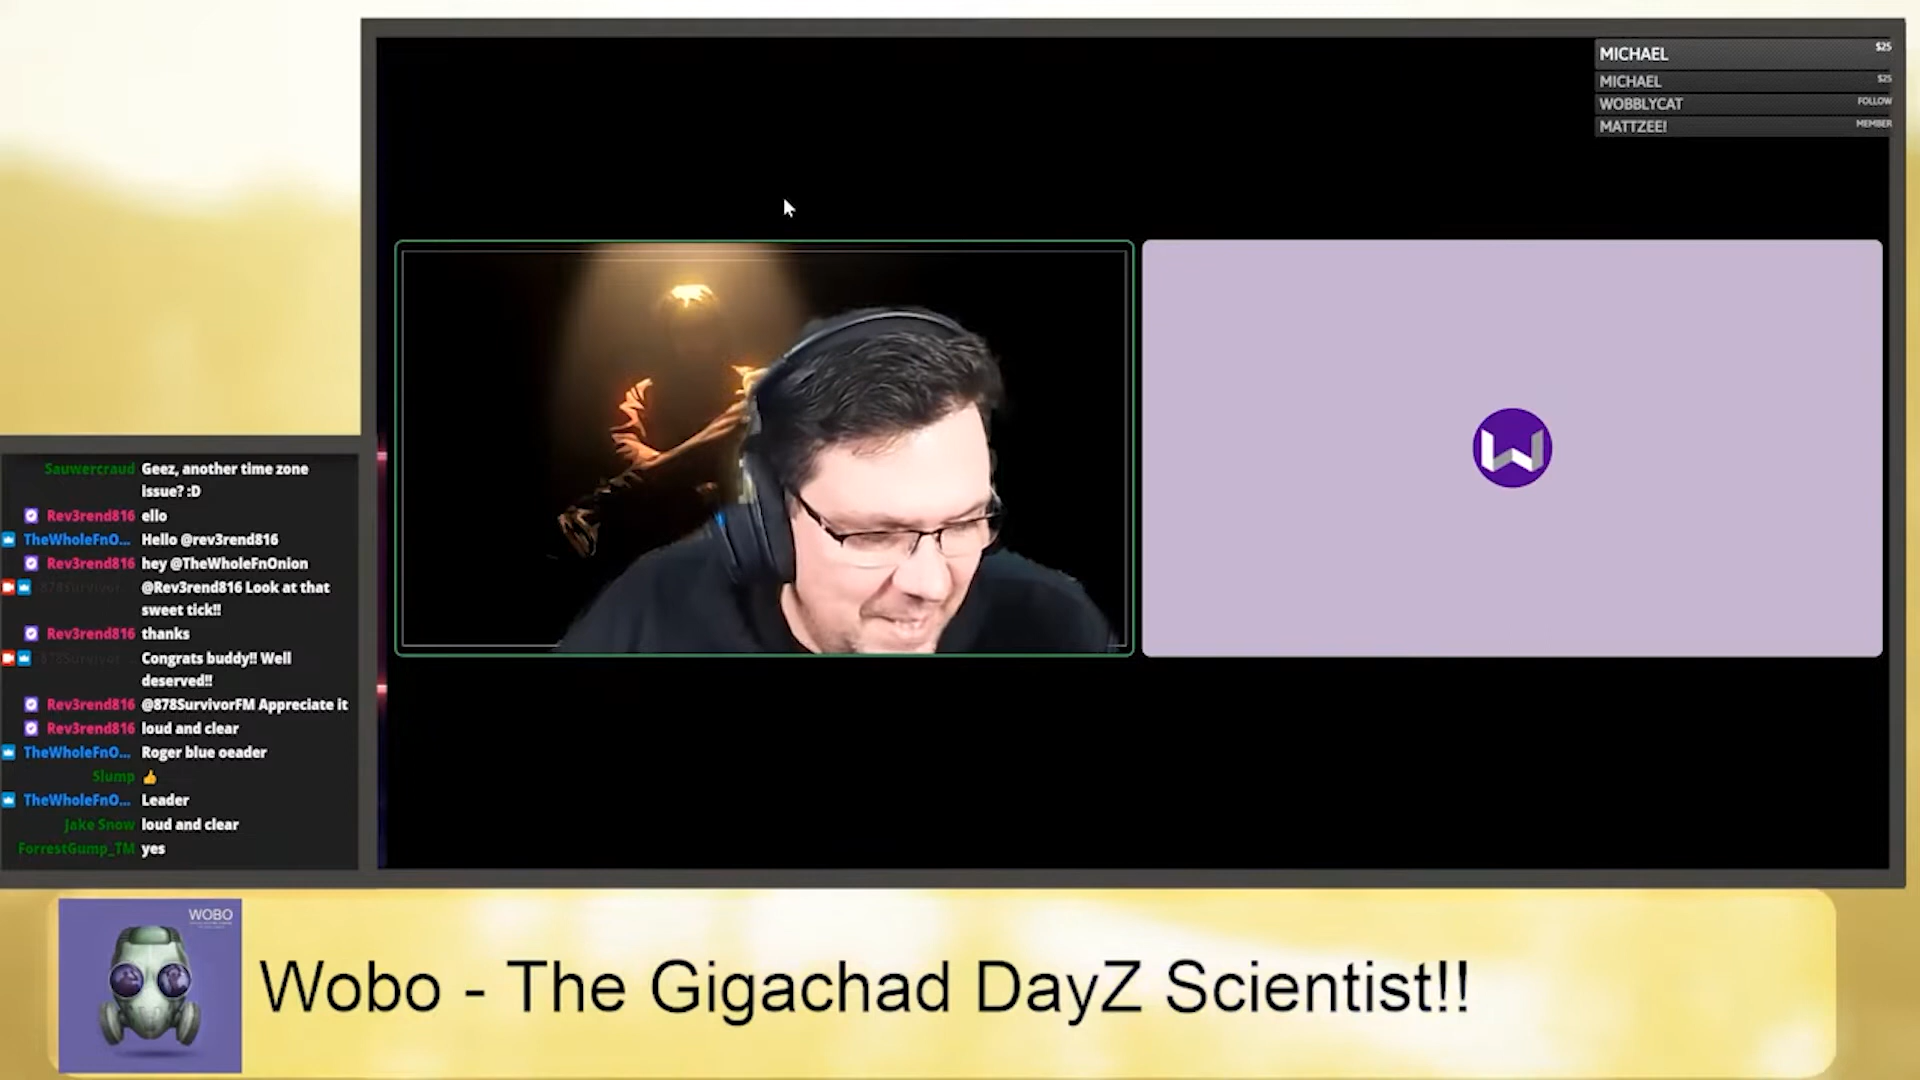 MICHAEL $25
MICHAEL $25
WOBBLYCAT FOLLOW
MATTZEE! MEMBER
Sauwercraud Geez, another time zone
issue? :D
Rev3rend816 ello
TheWholeFnO... Hello @rev3rend816
Rev3rend816 hey @TheWholeFnOnion
878Survivor... @Rev3rend816 Look at that
sweet tick!!
Rev3rend816 thanks
878Survivor... Congrats buddy!! Well
deserved!!
Rev3rend816 @878SurvivorFM Appreciate it
Rev3rend816 loud and clear
TheWholeFnO... Roger blue oeader
Slump 👍
TheWholeFnO... Leader
Jake Snow loud and clear
ForrestGump_TM yes
W
WOBO
Wobo - The Gigachad DayZ Scientist!!